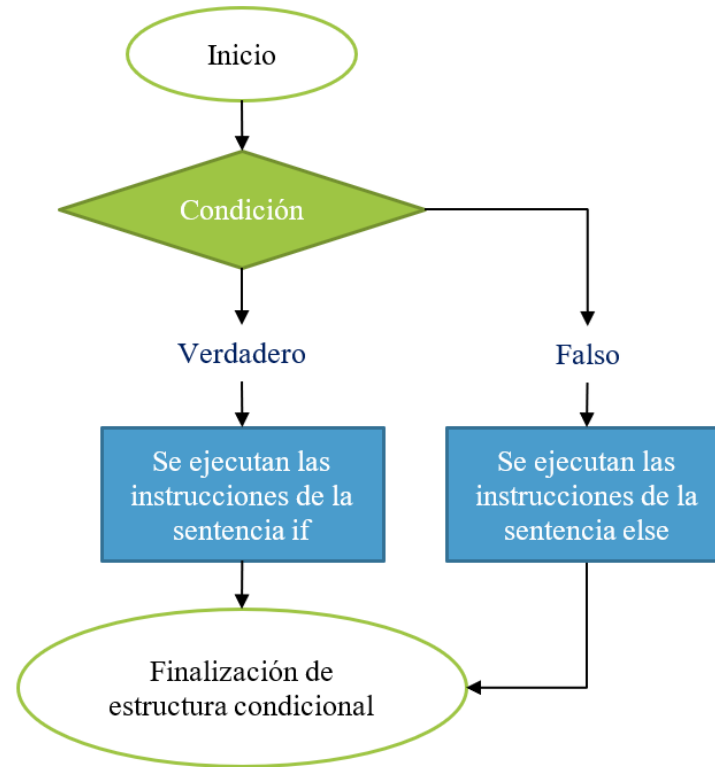 Inicio
Condición
Verdadero
Falso
Se ejecutan las
instrucciones de la
sentencia if
Se ejecutan las
instrucciones de la
sentencia else
Finalización de
estructura condicional